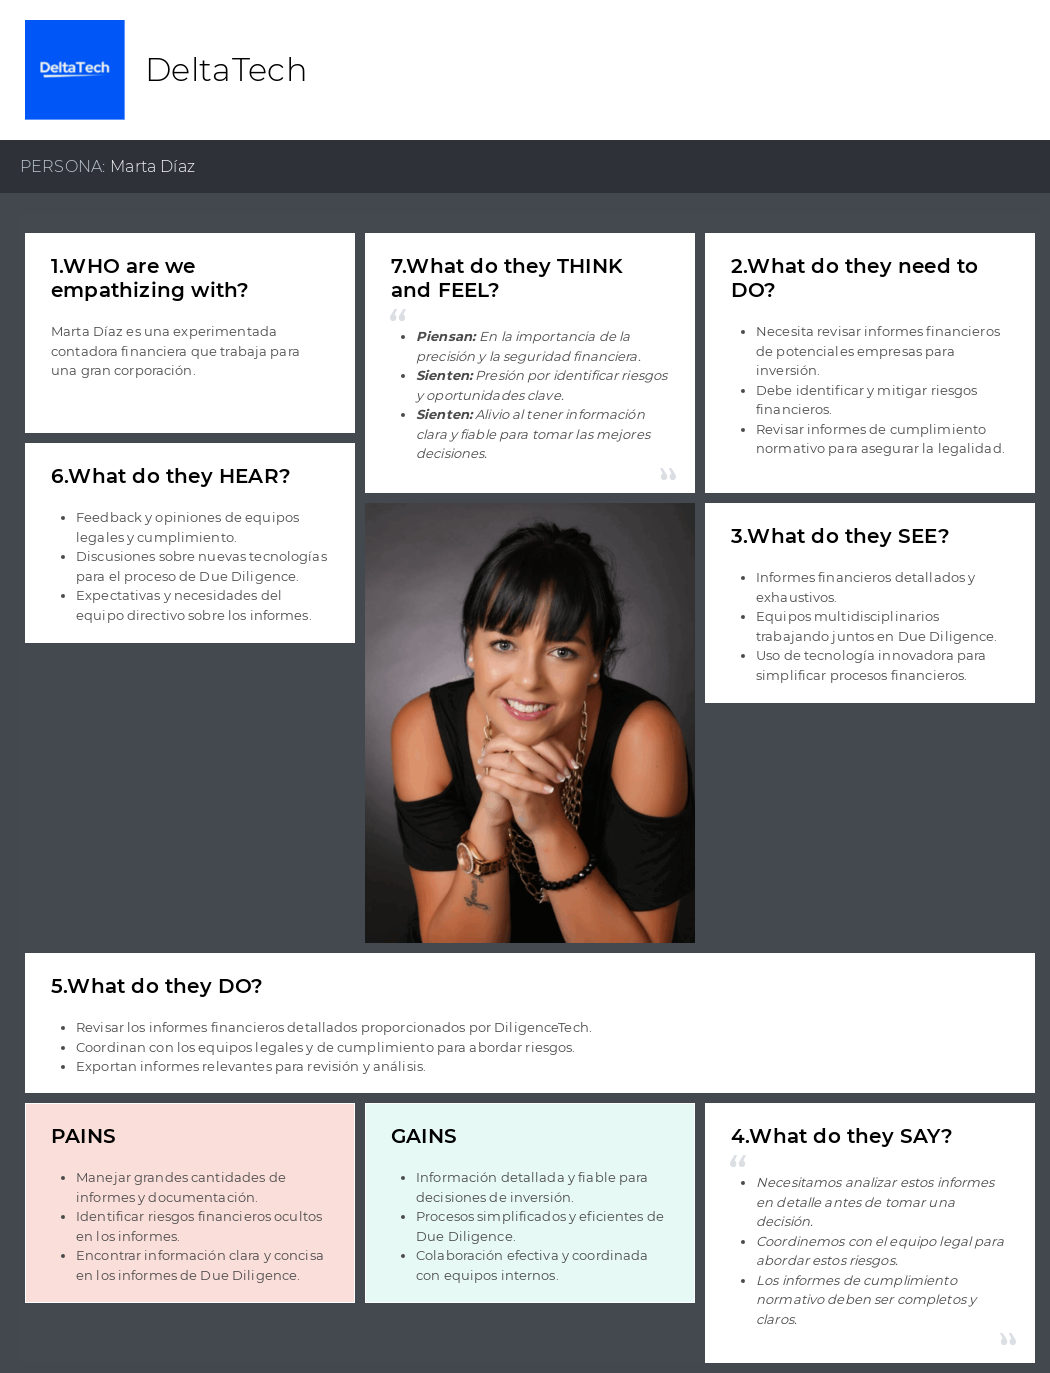 DeltaTech
DeltaTech
PERSONA: Marta Díaz
1.WHO are we
empathizing with?
Marta Díaz es una experimentada
contadora financiera que trabaja para
una gran corporación.
7.What do they THINK
and FEEL?
“
• Piensan: En la importancia de la
precisión y la seguridad financiera.
• Sienten: Presión por identificar riesgos
y oportunidades clave.
• Sienten: Alivio al tener información
clara y fiable para tomar las mejores
decisiones.
”
2.What do they need to
DO?
• Necesita revisar informes financieros
de potenciales empresas para
inversión.
• Debe identificar y mitigar riesgos
financieros.
• Revisar informes de cumplimiento
normativo para asegurar la legalidad.
6.What do they HEAR?
• Feedback y opiniones de equipos
legales y cumplimiento.
• Discusiones sobre nuevas tecnologías
para el proceso de Due Diligence.
• Expectativas y necesidades del
equipo directivo sobre los informes.
3.What do they SEE?
• Informes financieros detallados y
exhaustivos.
• Equipos multidisciplinarios
trabajando juntos en Due Diligence.
• Uso de tecnología innovadora para
simplificar procesos financieros.
5.What do they DO?
• Revisar los informes financieros detallados proporcionados por DiligenceTech.
• Coordinan con los equipos legales y de cumplimiento para abordar riesgos.
• Exportan informes relevantes para revisión y análisis.
PAINS
• Manejar grandes cantidades de
informes y documentación.
• Identificar riesgos financieros ocultos
en los informes.
• Encontrar información clara y concisa
en los informes de Due Diligence.
GAINS
• Información detallada y fiable para
decisiones de inversión.
• Procesos simplificados y eficientes de
Due Diligence.
• Colaboración efectiva y coordinada
con equipos internos.
4.What do they SAY?
“
• Necesitamos analizar estos informes
en detalle antes de tomar una
decisión.
• Coordinemos con el equipo legal para
abordar estos riesgos.
• Los informes de cumplimiento
normativo deben ser completos y
claros.
”